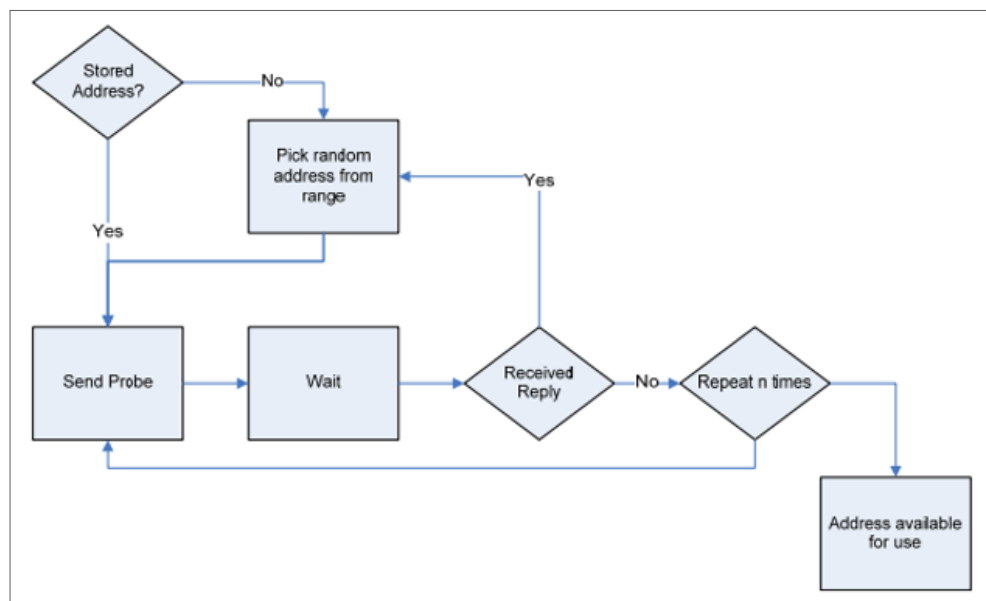 Stored
Address?
No
Pick random
address from
range
Yes
Yes
Send Probe
Wait
Received
Reply
No
Repeat n times
Address available
for use